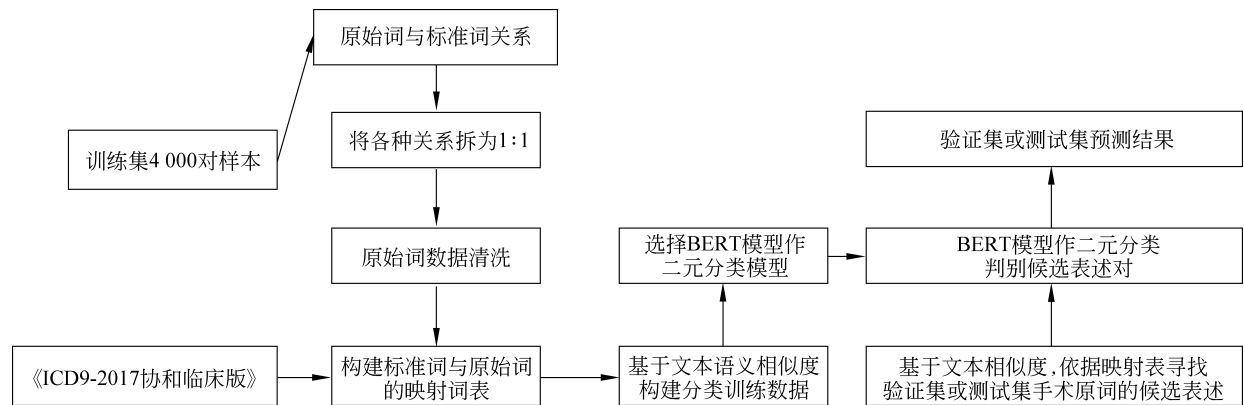 原始词与标准词关系
训练集4 000对样本
将各种关系拆为1∶1
原始词数据清洗
《ICD9-2017协和临床版》
构建标准词与原始词
的映射词表
基于文本语义相似度
构建分类训练数据
选择BERT模型作
二元分类模型
基于文本相似度,依据映射表寻找
验证集或测试集手术原词的候选表述
BERT模型作二元分类
判别候选表述对
验证集或测试集预测结果